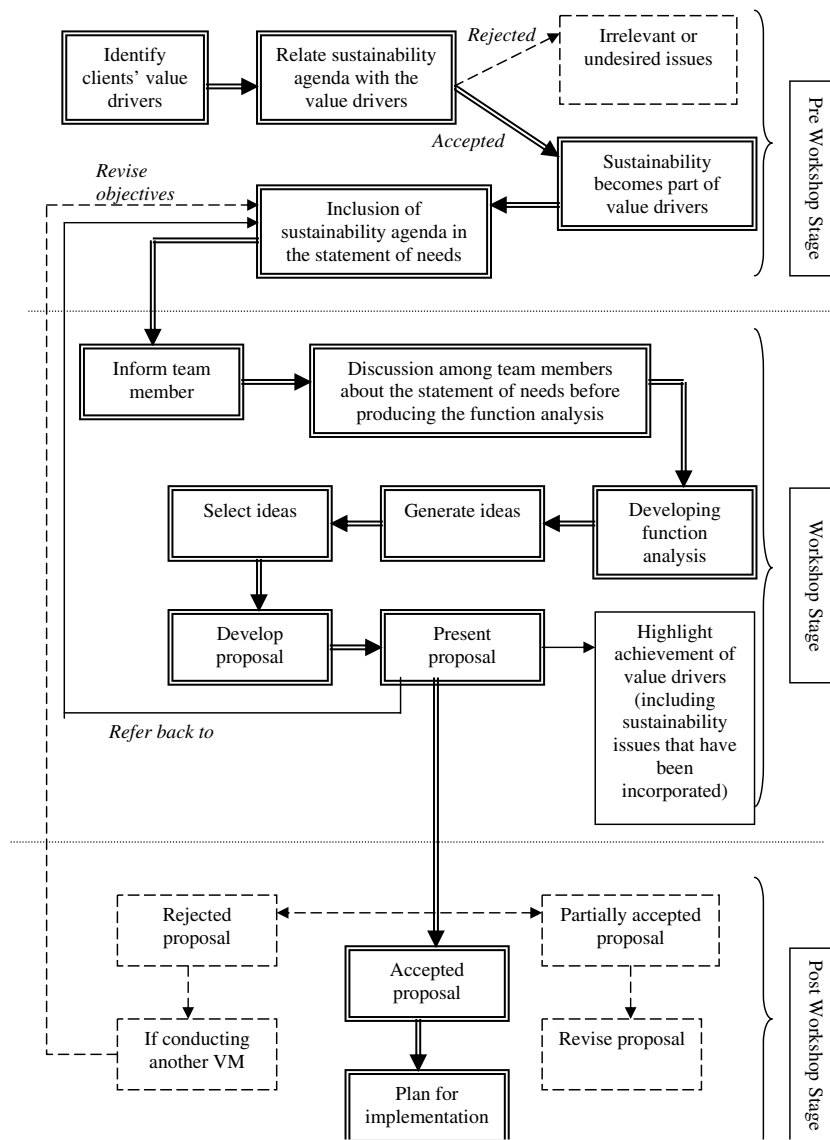 Identify
clients’ value
drivers
Relate sustainability
agenda with the
value drivers
Rejected
Irrelevant or
undesired issues
Accepted
Sustainability
becomes part of
value drivers
Revise
objectives
Inclusion of
sustainability agenda in
the statement of needs
Pre Workshop Stage
Inform team
member
Discussion among team members
about the statement of needs before
producing the function analysis
Select ideas
Generate ideas
Developing
function
analysis
Develop
proposal
Present
proposal
Highlight
achievement of
value drivers
(including
sustainability
issues that have
been
incorporated)
Refer back to
Workshop Stage
Rejected
proposal
Partially accepted
proposal
Accepted
proposal
If conducting
another VM
Revise proposal
Plan for
implementation
Post Workshop Stage